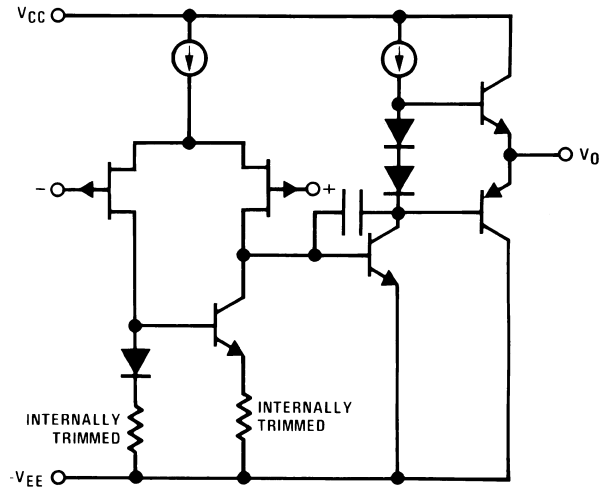 VCC
VO
−
+
INTERNALLY
TRIMMED
INTERNALLY
TRIMMED
-VEE